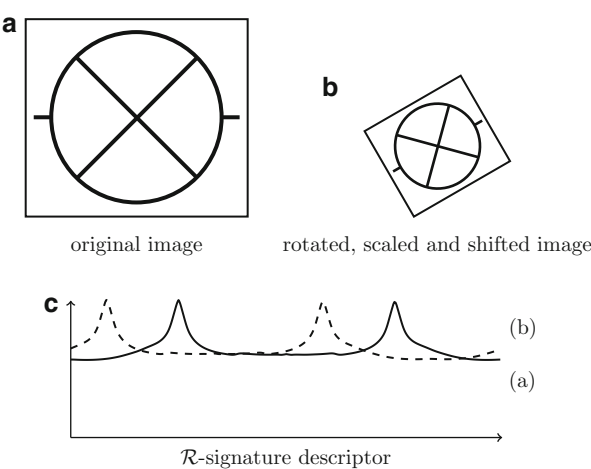 a
b
original image
rotated, scaled and shifted image
c
(b)
(a)
ℛ-signature descriptor